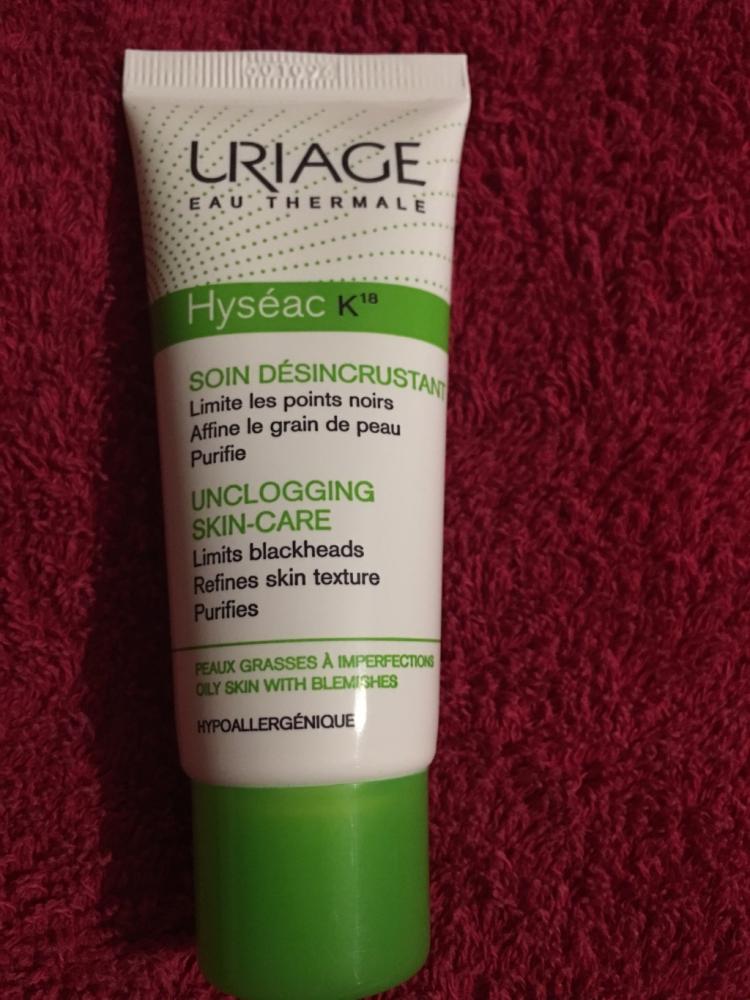 URIAGE
EAU THERMALE
Hyséac K18
SOIN DÉSINCRUSTANT
Limite les points noirs
Affine le grain de peau
Purifie
UNCLOGGING
SKIN-CARE
Limits blackheads
Refines skin texture
Purifies
PEAUX GRASSES À IMPERFECTIONS
OILY SKIN WITH BLEMISHES
HYPOALLERGÉNIQUE